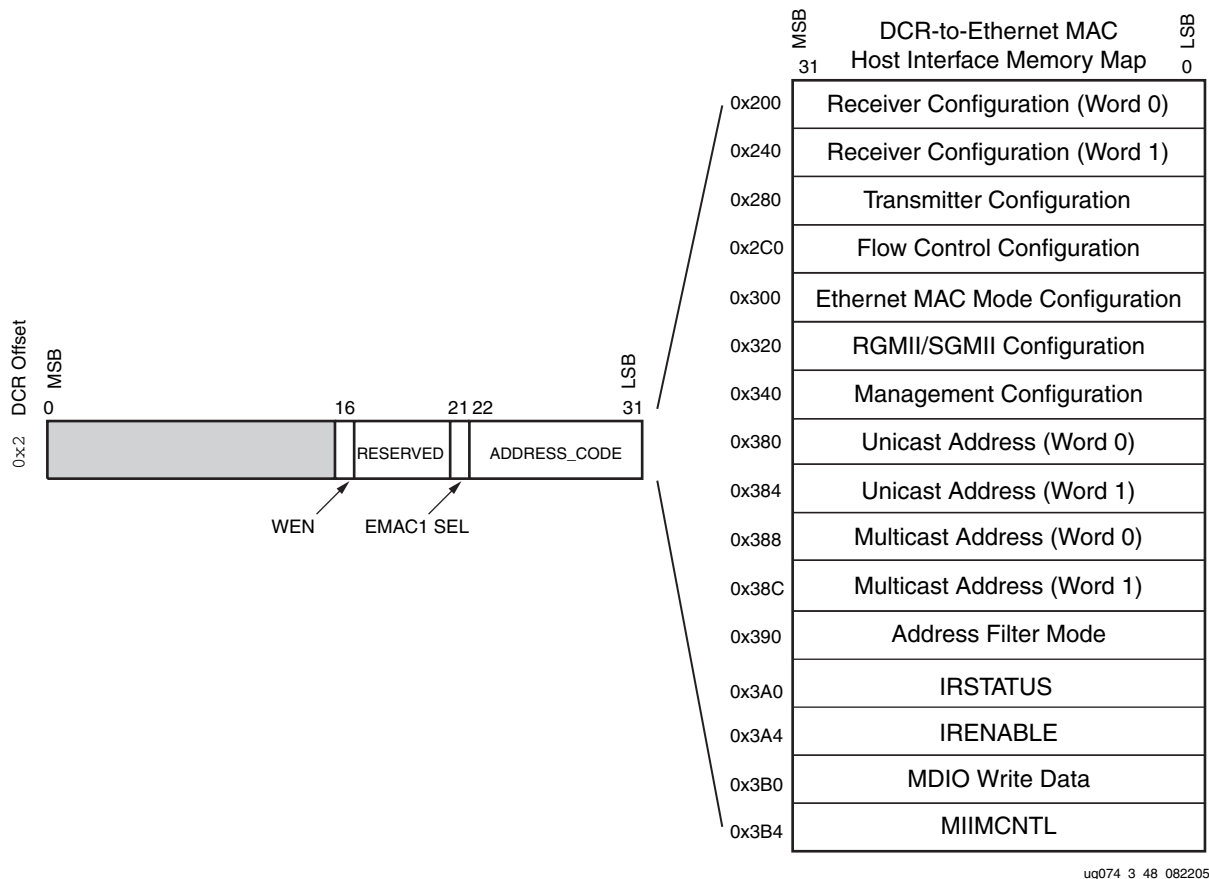 MSB
DCR-to-Ethernet MAC
LSB
31 Host Interface Memory Map 0
0x200 Receiver Configuration (Word 0)
0x240 Receiver Configuration (Word 1)
0x280 Transmitter Configuration
0x2C0 Flow Control Configuration
0x300 Ethernet MAC Mode Configuration
0x320 RGMII/SGMII Configuration
0x340 Management Configuration
0x380 Unicast Address (Word 0)
0x384 Unicast Address (Word 1)
0x388 Multicast Address (Word 0)
0x38C Multicast Address (Word 1)
0x390 Address Filter Mode
0x3A0 IRSTATUS
0x3A4 IRENABLE
0x3B0 MDIO Write Data
0x3B4 MIIMCNTL
DCR Offset
MSB
LSB
0 16 21 22 31
0x2
RESERVED ADDRESS_CODE
WEN EMAC1 SEL
ug074_3_48_082205